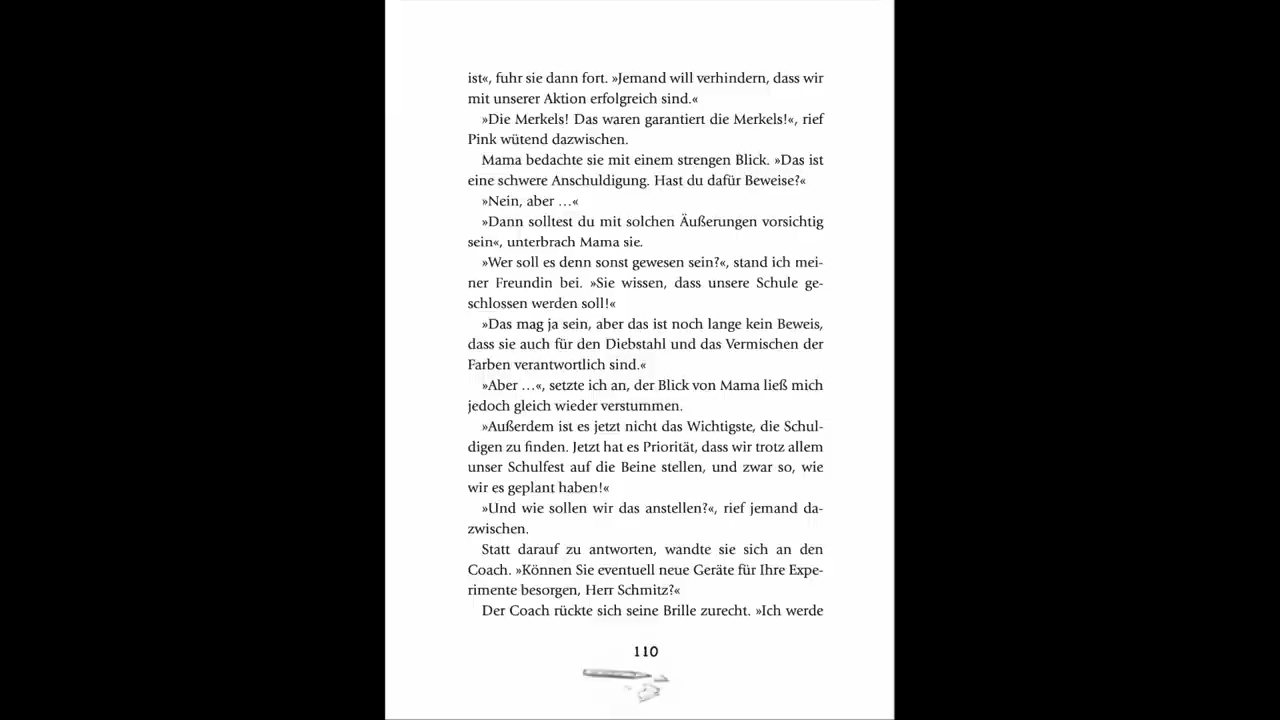 ist«, fuhr sie dann fort. »Jemand will verhindern, dass wir
mit unserer Aktion erfolgreich sind.«
»Die Merkels! Das waren garantiert die Merkels!«, rief
Pink wütend dazwischen.
Mama bedachte sie mit einem strengen Blick. »Das ist
eine schwere Anschuldigung. Hast du dafür Beweise?«
»Nein, aber …«
»Dann solltest du mit solchen Äußerungen vorsichtig
sein«, unterbrach Mama sie.
»Wer soll es denn sonst gewesen sein?«, stand ich mei-
ner Freundin bei. »Sie wissen, dass unsere Schule ge-
schlossen werden soll!«
»Das mag ja sein, aber das ist noch lange kein Beweis,
dass sie auch für den Diebstahl und das Vermischen der
Farben verantwortlich sind.«
»Aber …«, setzte ich an, der Blick von Mama ließ mich
jedoch gleich wieder verstummen.
»Außerdem ist es jetzt nicht das Wichtigste, die Schul-
digen zu finden. Jetzt hat es Priorität, dass wir trotz allem
unser Schulfest auf die Beine stellen, und zwar so, wie
wir es geplant haben!«
»Und wie sollen wir das anstellen?«, rief jemand da-
zwischen.
Statt darauf zu antworten, wandte sie sich an den
Coach. »Können Sie eventuell neue Geräte für Ihre Expe-
rimente besorgen, Herr Schmitz?«
Der Coach rückte sich seine Brille zurecht. »Ich werde
110